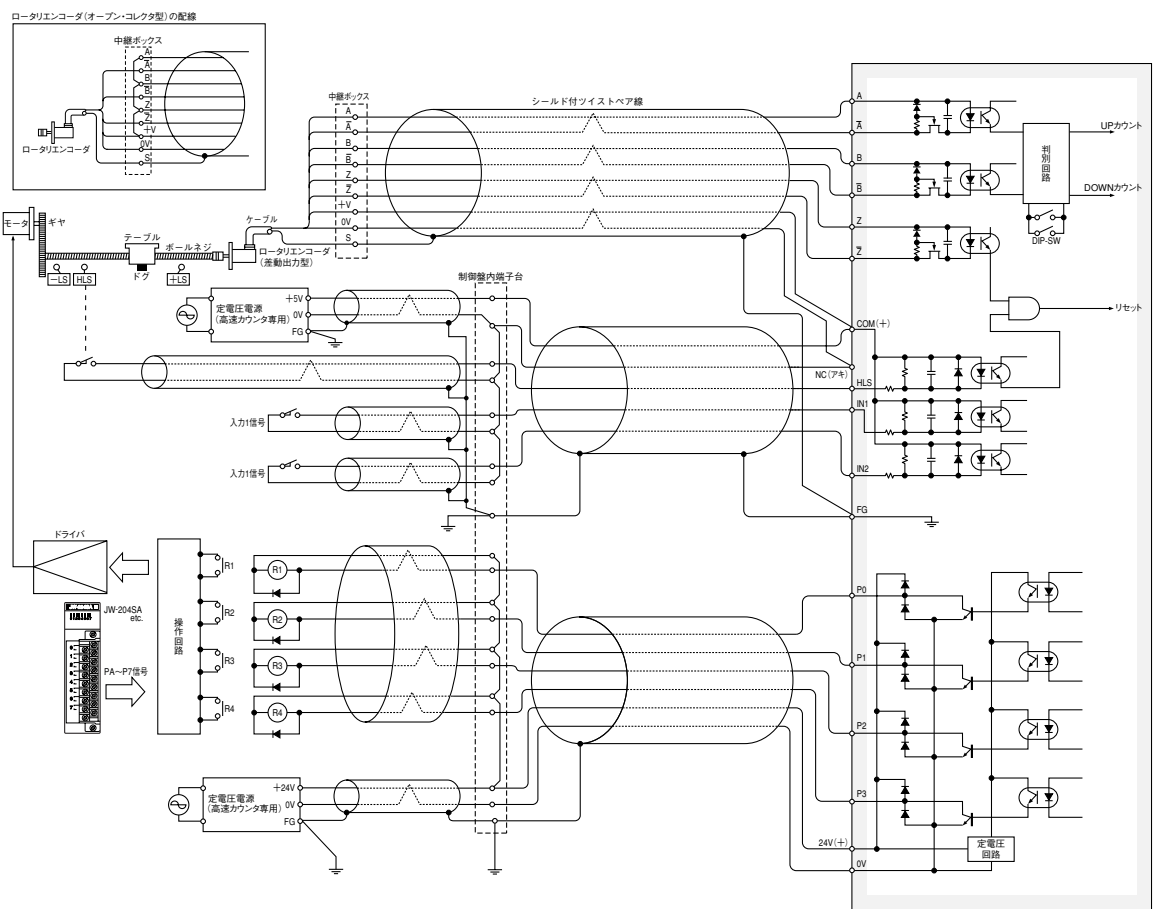 ロータリエンコーダ(オープン・コレクタ型)の配線
中継ボックス
A
A̅
B
B̅
Z
Z̅
+V
0V
S
ロータリエンコーダ
中継ボックス
A
A̅
B
B̅
Z
Z̅
+V
0V
S
シールド付ツイストペア線
ケーブル
ロータリエンコーダ
(差動出力型)
モータ
ギヤ
テーブル
ボールネジ
ドグ
−LS
HLS
+LS
A
A̅
B
B̅
Z
Z̅
判別回路
UPカウント
DOWNカウント
DIP-SW
リセット
制御盤内端子台
定電圧電源
(高速カウンタ専用)
+5V
0V
FG
入力1信号
入力1信号
COM(+)
NC(アキ)
HLS
IN1
IN2
FG
ドライバ
JW-204SA
etc.
PA〜P7信号
操作回路
R1
R2
R3
R4
R1
R2
R3
R4
P0
P1
P2
P3
24V(+)
0V
定電圧
回路
定電圧電源
(高速カウンタ専用)
+24V
0V
FG